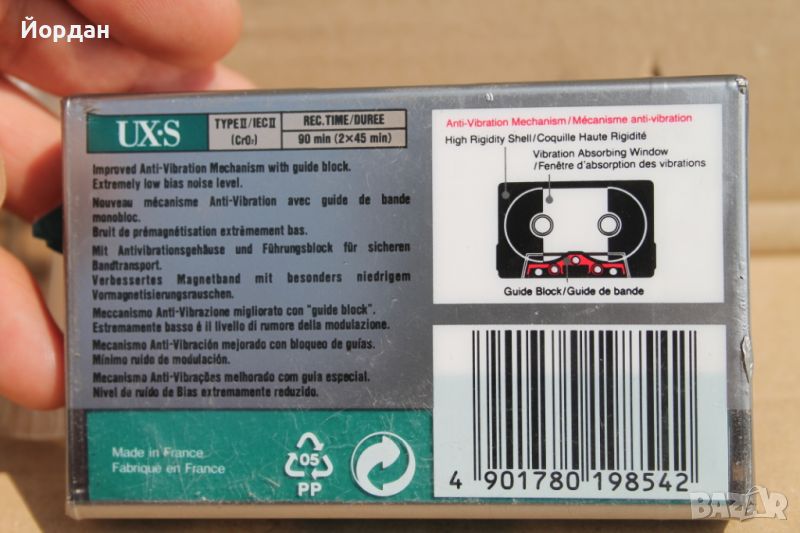 Йордан
UX·S
TYPE II/IEC II
(CrO₂)
REC.TIME/DUREE
90 min (2×45 min)
Improved Anti-Vibration Mechanism with guide block.
Extremely low bias noise level.
Nouveau mécanisme Anti-Vibration avec guide de bande
monobloc.
Bruit de prémagnétisation extrêmement bas.
Mit Antivibrationsgehäuse und Führungsblock für sicheren
Bandtransport.
Verbessertes Magnetband mit besonders niedrigem
Vormagnetisierungsrauschen.
Meccanismo Anti-Vibrazione migliorato con "guide block".
Estremamente basso é il livello di rumore della modulazione.
Mecanismo Anti-Vibración mejorado con bloqueo de guías.
Mínimo ruido de modulación.
Mecanismo Anti-Vibrações melhorado com guia especial.
Nível de ruído de Bias extremamente reduzido.
Made in France
Fabriqué en France
05
PP
Anti-Vibration Mechanism/Mécanisme anti-vibration
High Rigidity Shell/Coquille Haute Rigidité
Vibration Absorbing Window
/Fenêtre d'absorption des vibrations
Guide Block/Guide de bande
4 901780 198542
BAZAR